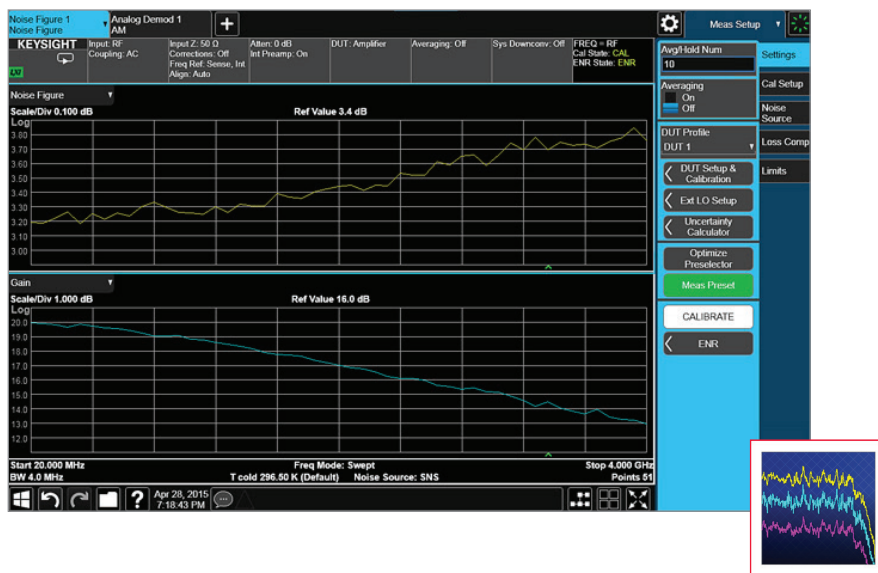 Noise Figure 1
Noise Figure
Analog Demod 1
AM
+
Meas Setup
KEYSIGHT
LXI
Input: RF
Coupling: AC
Input Z: 50 Ω
Corrections: Off
Freq Ref: Sense, Int
Align: Auto
Atten: 0 dB
Int Preamp: On
DUT: Amplifier
Averaging: Off
Sys Downconv: Off
FREQ = RF
Cal State: CAL
ENR State: ENR
Noise Figure
Scale/Div 0.100 dB
Ref Value 3.4 dB
Log
3.80
3.70
3.60
3.50
3.40
3.30
3.20
3.10
3.00
Gain
Scale/Div 1.000 dB
Ref Value 16.0 dB
Log
20.0
19.0
18.0
17.0
16.0
15.0
14.0
13.0
12.0
Start 20.000 MHz
BW 4.0 MHz
Freq Mode: Swept
T cold 296.50 K (Default) Noise Source: SNS
Stop 4.000 GHz
Points 51
?
Apr 28, 2015
7:18:43 PM
Avg/Hold Num
10
Averaging
On
Off
DUT Profile
DUT 1
DUT Setup &
Calibration
Ext LO Setup
Uncertainty
Calculator
Optimize
Preselector
Meas Preset
CALIBRATE
ENR
Settings
Cal Setup
Noise
Source
Loss Comp
Limits